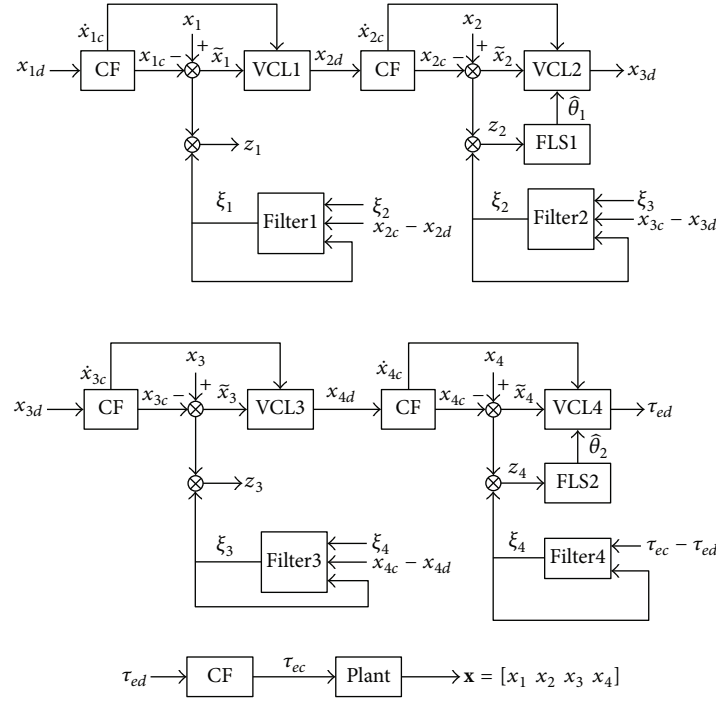 ẋ₁c x₁ ẋ₂c x₂
x₁d CF x₁c − + x̃₁ VCL1 x₂d CF x₂c − + x̃₂ VCL2 x₃d
θ̂₁
z₁ z₂ FLS1
ξ₁ Filter1 ξ₂ ξ₂ Filter2 ξ₃
x₂c − x₂d x₃c − x₃d
ẋ₃c x₃ ẋ₄c x₄
x₃d CF x₃c − + x̃₃ VCL3 x₄d CF x₄c − + x̃₄ VCL4 τed
θ̂₂
z₃ z₄ FLS2
ξ₃ Filter3 ξ₄ ξ₄ Filter4 τec − τed
x₄c − x₄d
τed CF τec Plant x = [x₁ x₂ x₃ x₄]